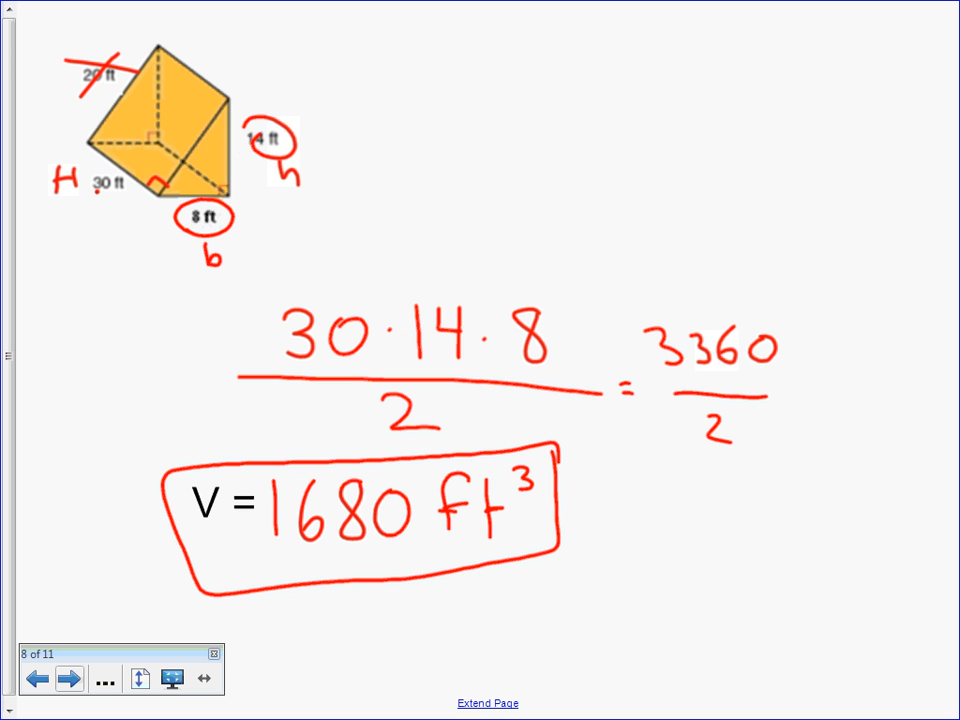 20 ft
14 ft
h
H 30 ft
8 ft
b
30 · 14 · 8
2
= 3360
2
V = 1680 ft³
8 of 11
...
Extend Page